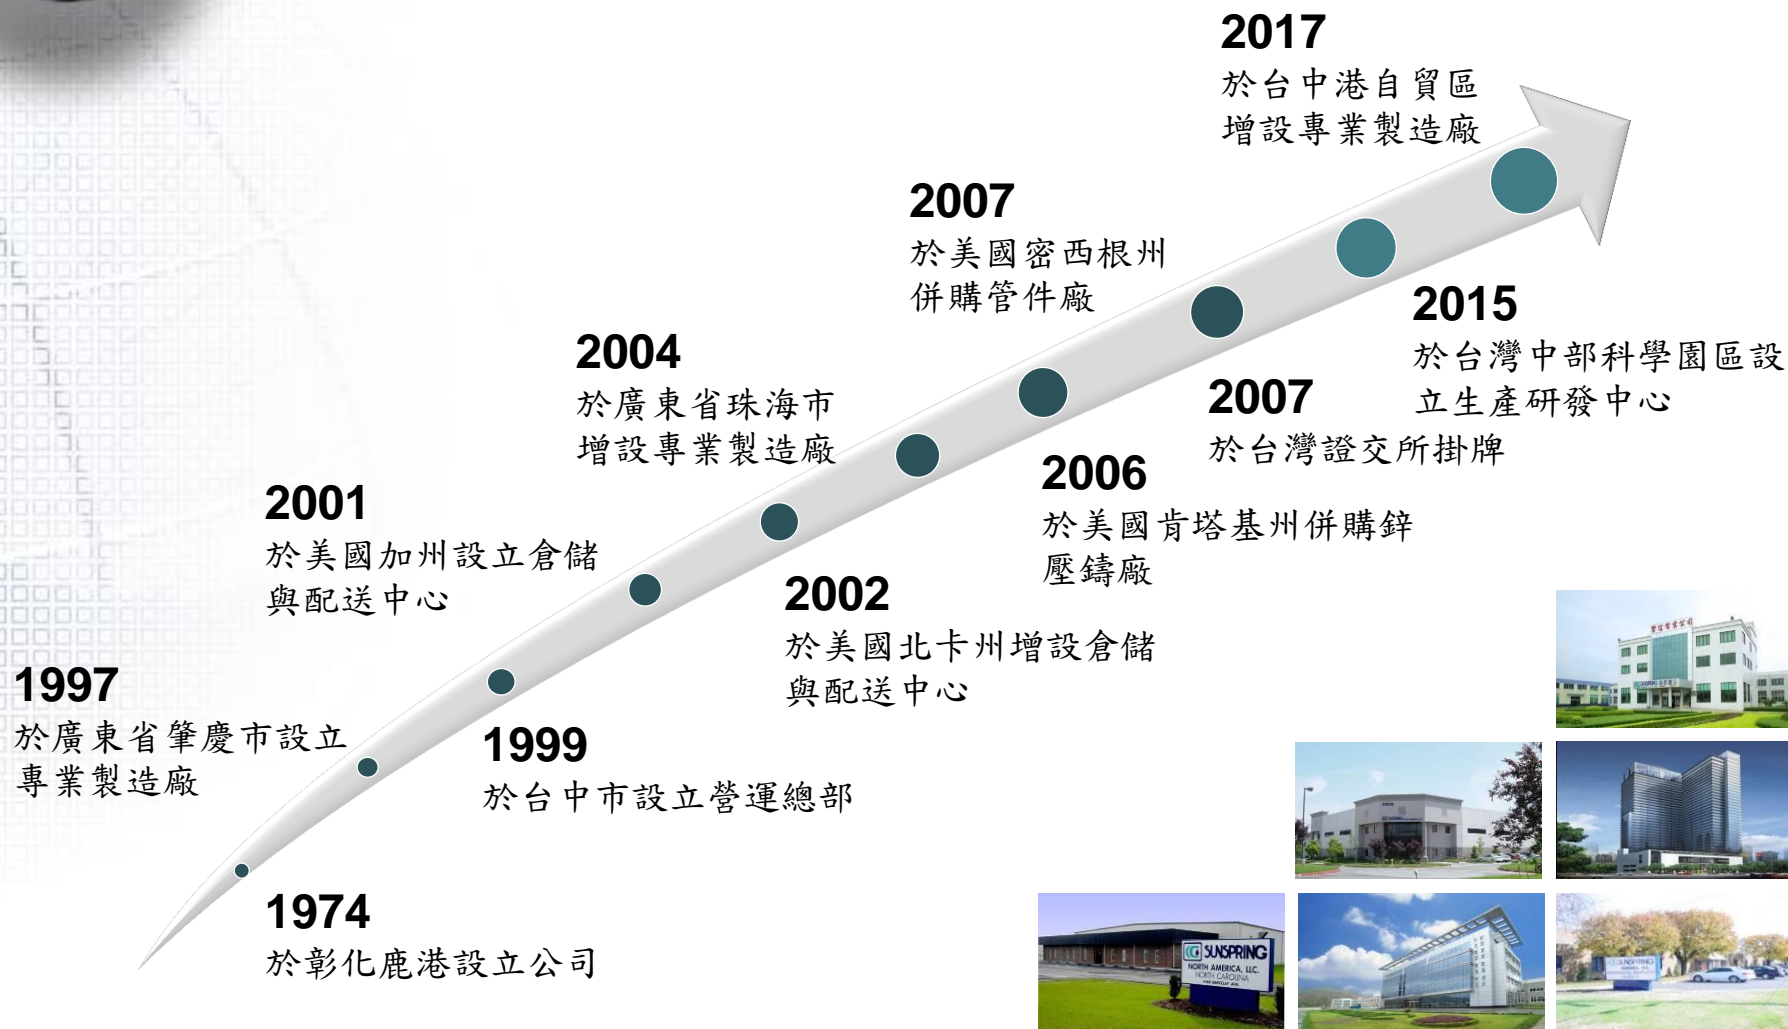 2017
於台中港自貿區
增設專業製造廠
2007
於美國密西根州
併購管件廠
2015
於台灣中部科學園區設
立生產研發中心
2004
於廣東省珠海市
增設專業製造廠
2007
於台灣證交所掛牌
2006
於美國肯塔基州併購鋅
壓鑄廠
2001
於美國加州設立倉儲
與配送中心
2002
於美國北卡州增設倉儲
與配送中心
1997
於廣東省肇慶市設立
專業製造廠
1999
於台中市設立營運總部
1974
於彰化鹿港設立公司
SUNSPRING
SUNSPRING
NORTH AMERICA, LLC.
NORTH CAROLINA
SUNSPRING